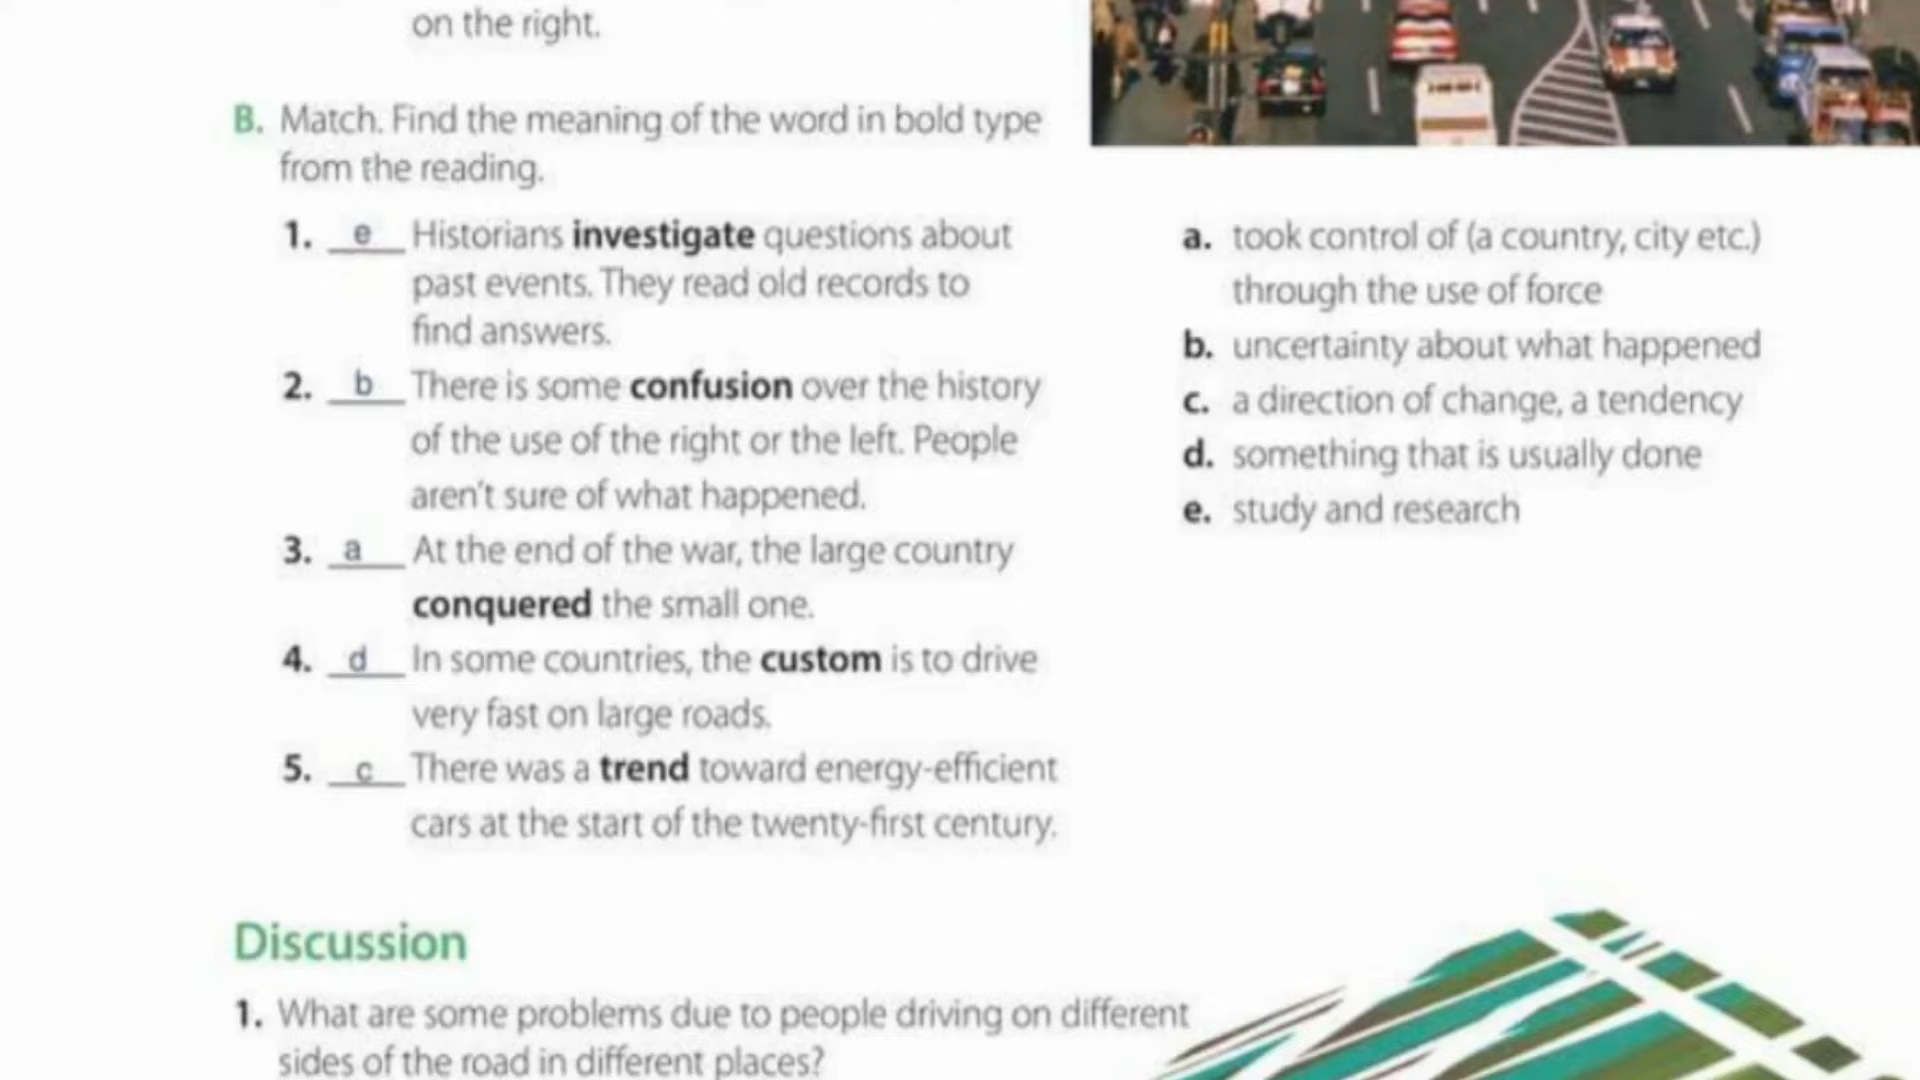 on the right.
B. Match. Find the meaning of the word in bold type
from the reading.
1. e Historians investigate questions about
past events. They read old records to
find answers.
2. b There is some confusion over the history
of the use of the right or the left. People
aren't sure of what happened.
3. a At the end of the war, the large country
conquered the small one.
4. d In some countries, the custom is to drive
very fast on large roads.
5. c There was a trend toward energy-efficient
cars at the start of the twenty-first century.
a. took control of (a country, city etc.)
through the use of force
b. uncertainty about what happened
c. a direction of change, a tendency
d. something that is usually done
e. study and research
Discussion
1. What are some problems due to people driving on different
sides of the road in different places?